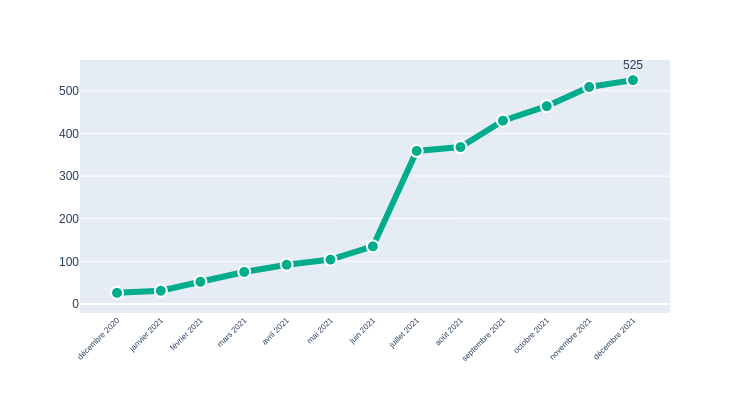 525
500
400
300
200
100
0
décembre 2020
janvier 2021
février 2021
mars 2021
avril 2021
mai 2021
juin 2021
juillet 2021
août 2021
septembre 2021
octobre 2021
novembre 2021
décembre 2021